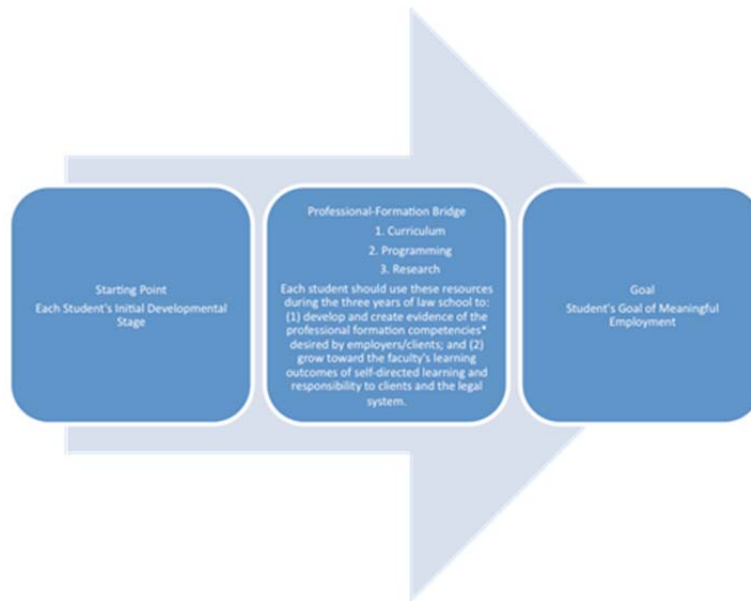 Starting Point
Each Student's Initial Developmental
Stage
Professional-Formation Bridge
1. Curriculum
2. Programming
3. Research
Each student should use these resources
during the three years of law school to:
(1) develop and create evidence of the
professional formation competencies*
desired by employers/clients; and (2)
grow toward the faculty's learning
outcomes of self-directed learning and
responsibility to clients and the legal
system.
Goal
Student's Goal of Meaningful
Employment